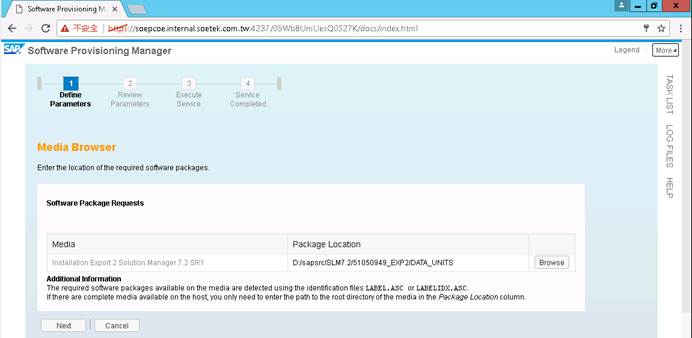 Software Provisioning M
不安全 https://saepcoe.internal.saetek.com.tw:4237/05Wb8UmUesQ0S27K/docs/index.html
SAP Software Provisioning Manager
Legend
More
1 2 3 4
Define Parameters
Review Parameters
Execute Service
Service Completed
TASK LIST
LOG FILES
HELP
Media Browser
Enter the location of the required software packages.
Software Package Requests
Media Package Location
Installation Export 2 Solution Manager 7.2 SR1 D:/sapsrc/SLM7.2/51050949_EXP2/DATA_UNITS Browse
Additional Information
The required software packages available on the media are detected using the identification files LABEL.ASC or LABELIDX.ASC.
If there are complete media available on the host, you only need to enter the path to the root directory of the media in the Package Location column.
Next Cancel